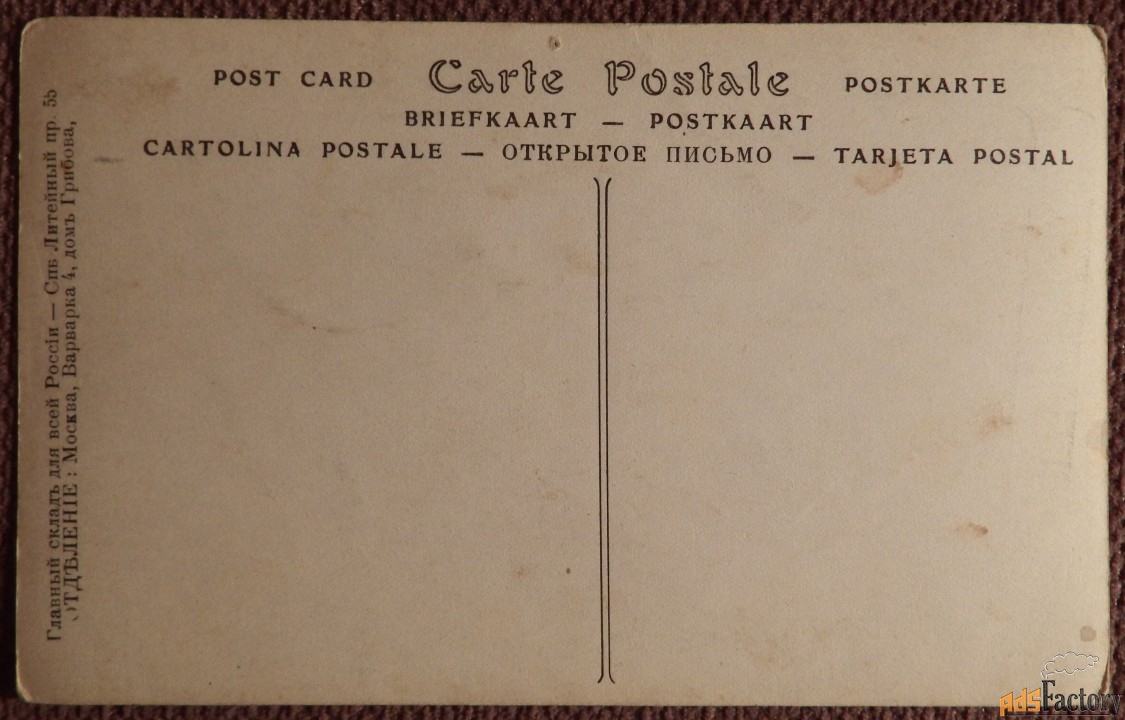 POST CARD Carte Postale POSTKARTE
BRIEFKAART — POSTKAART
CARTOLINA POSTALE — ОТКРЫТОЕ ПИСЬМО — TARJETA POSTAL
Главный складъ для всей Россіи — Спб Литейный пр. 55
ОТДѢЛЕНІЕ : Москва, Варварка 4, домъ Грибова,
AdsFactory